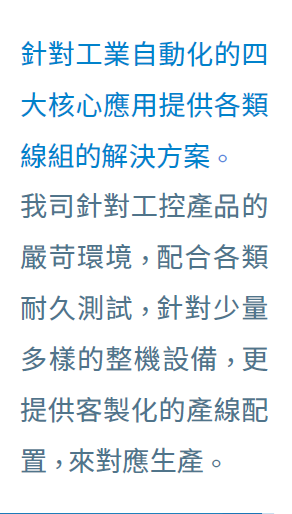 針對工業自動化的四
大核心應用提供各類
線組的解決方案。
我司針對工控產品的
嚴苛環境，配合各類
耐久測試，針對少量
多樣的整機設備，更
提供客製化的產線配
置，來對應生產。